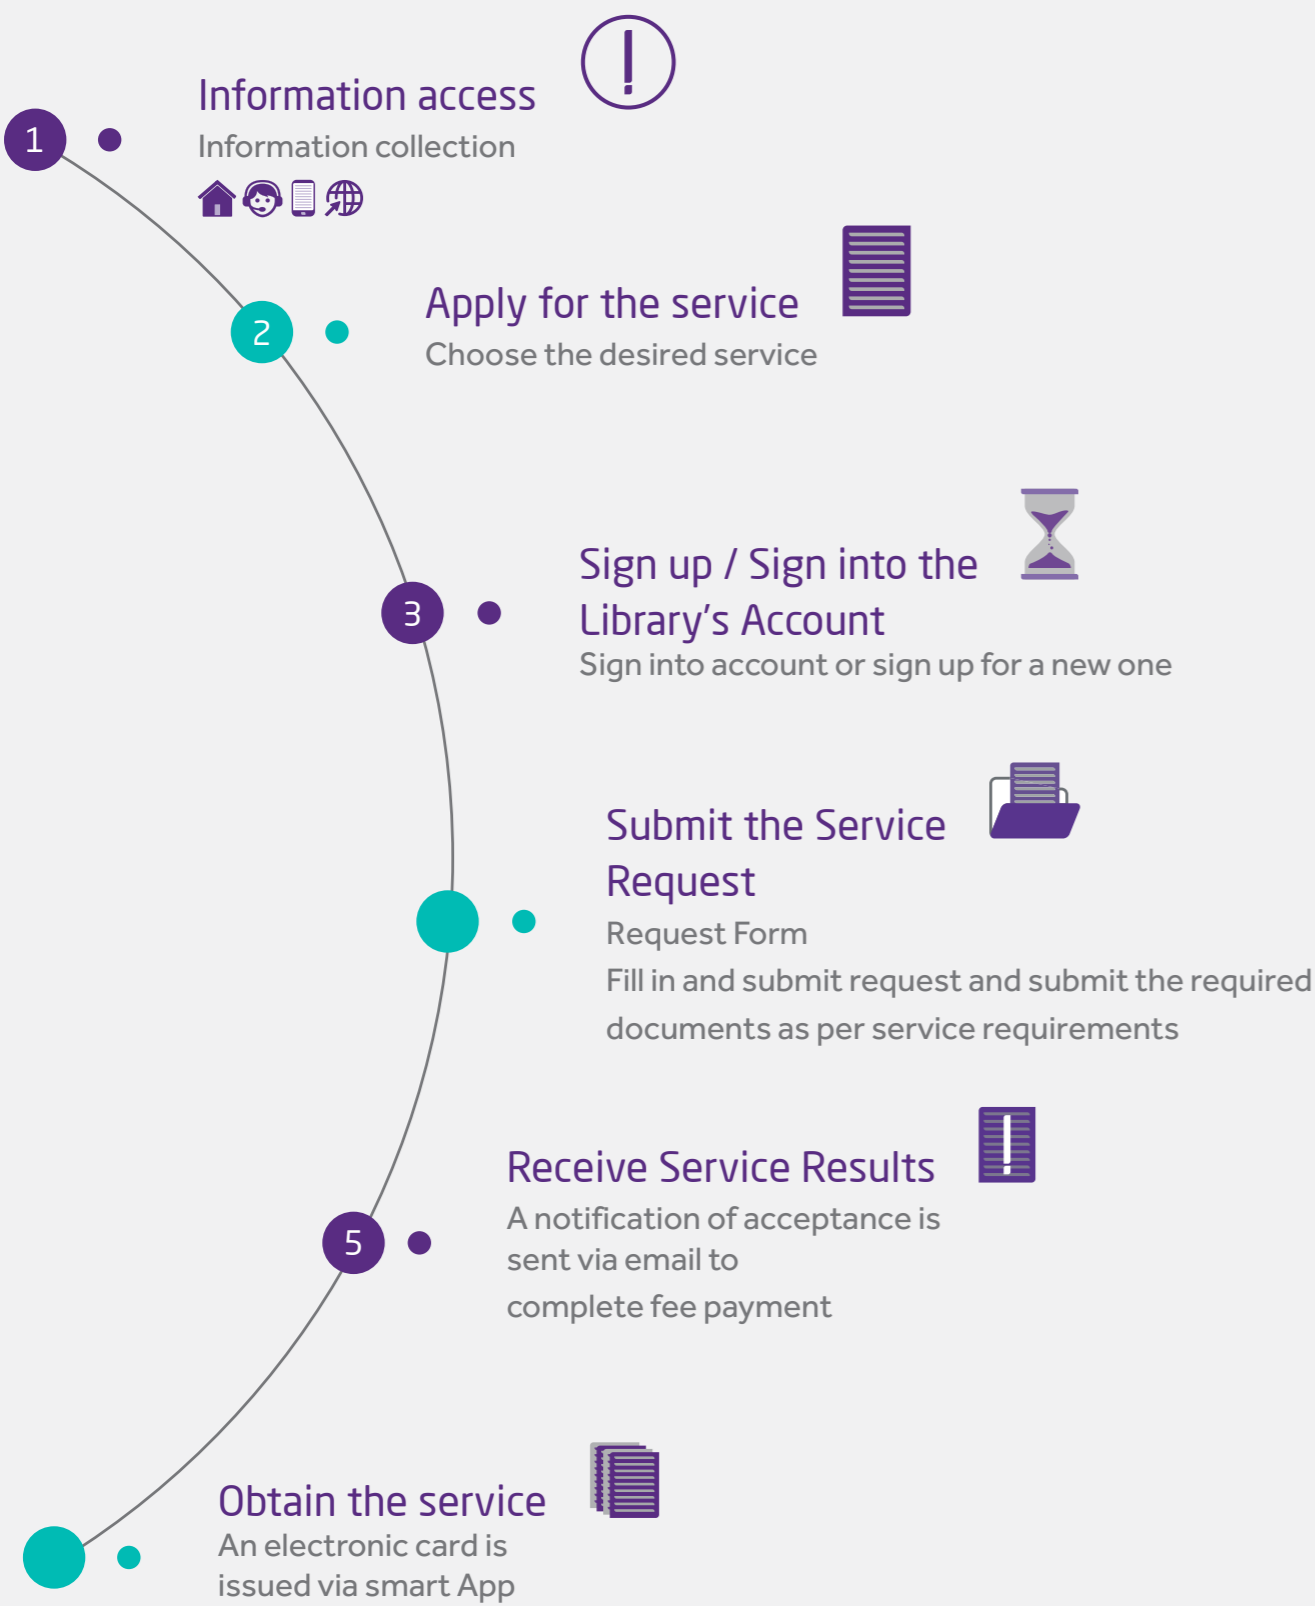 1
Information access
Information collection
2
Apply for the service
Choose the desired service
3
Sign up / Sign into the
Library's Account
Sign into account or sign up for a new one
Submit the Service
Request
Request Form
Fill in and submit request and submit the required
documents as per service requirements
5
Receive Service Results
A notification of acceptance is
sent via email to
complete fee payment
Obtain the service
An electronic card is
issued via smart App